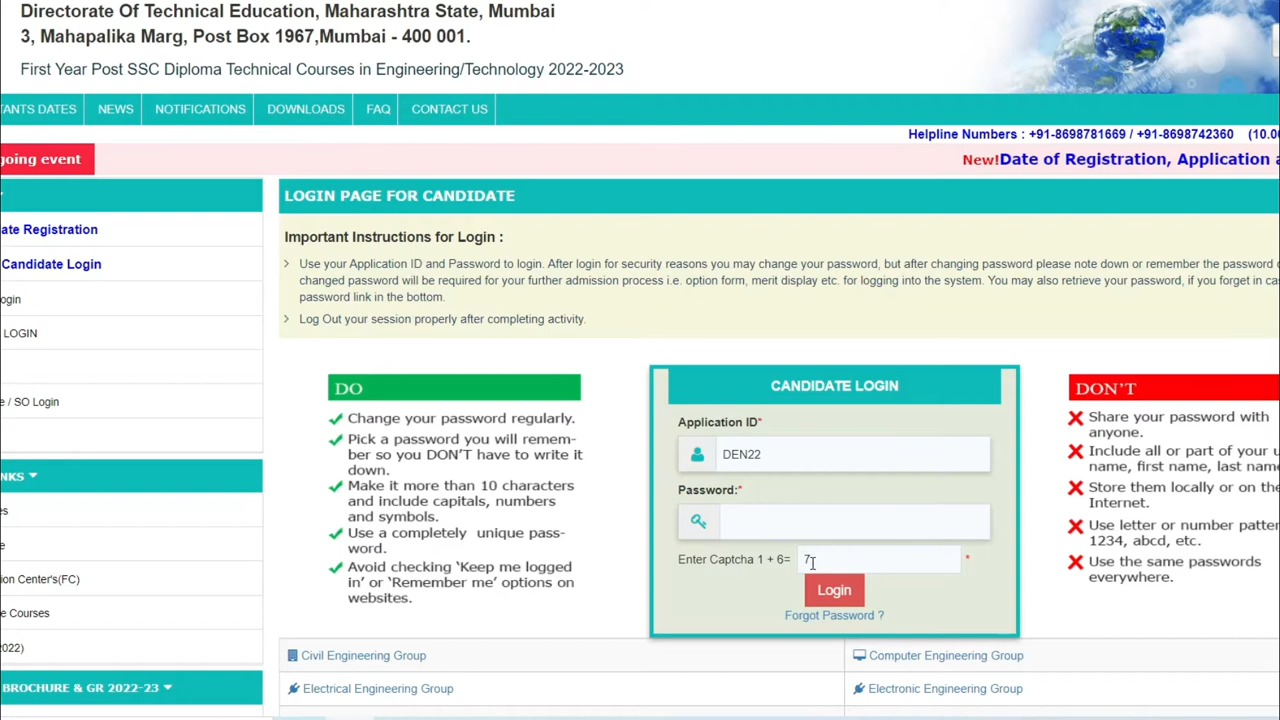 Directorate Of Technical Education, Maharashtra State, Mumbai
3, Mahapalika Marg, Post Box 1967,Mumbai - 400 001.
First Year Post SSC Diploma Technical Courses in Engineering/Technology 2022-2023
TANTS DATES NEWS NOTIFICATIONS DOWNLOADS FAQ CONTACT US
Helpline Numbers : +91-8698781669 / +91-8698742360 (10.0
going event
New!Date of Registration, Application a
ate Registration
Candidate Login
ogin
LOGIN
e / SO Login
NKS
es
e
tion Center's(FC)
e Courses
2022)
BROCHURE & GR 2022-23
LOGIN PAGE FOR CANDIDATE
Important Instructions for Login :
Use your Application ID and Password to login. After login for security reasons you may change your password, but after changing password please note down or remember the password
changed password will be required for your further admission process i.e. option form, merit display etc. for logging into the system. You may also retrieve your password, if you forget in cas
password link in the bottom.
Log Out your session properly after completing activity.
DO
Change your password regularly.
Pick a password you will remem-
ber so you DON'T have to write it
down.
Make it more than 10 characters
and include capitals, numbers
and symbols.
Use a completely unique pass-
word.
Avoid checking 'Keep me logged
in' or 'Remember me' options on
websites.
CANDIDATE LOGIN
Application ID*
DEN22
Password:*
Enter Captcha 1 + 6= 7 *
Login
Forgot Password ?
DON'T
Share your password with
anyone.
Include all or part of your u
name, first name, last name
Store them locally or on the
Internet.
Use letter or number patter
1234, abcd, etc.
Use the same passwords
everywhere.
Civil Engineering Group
Computer Engineering Group
Electrical Engineering Group
Electronic Engineering Group